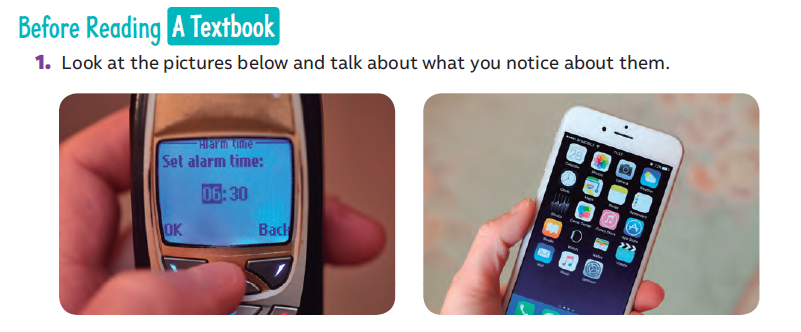 Before Reading A Textbook
1. Look at the pictures below and talk about what you notice about them.
Alarm time
Set alarm time:
06:30
OK Back